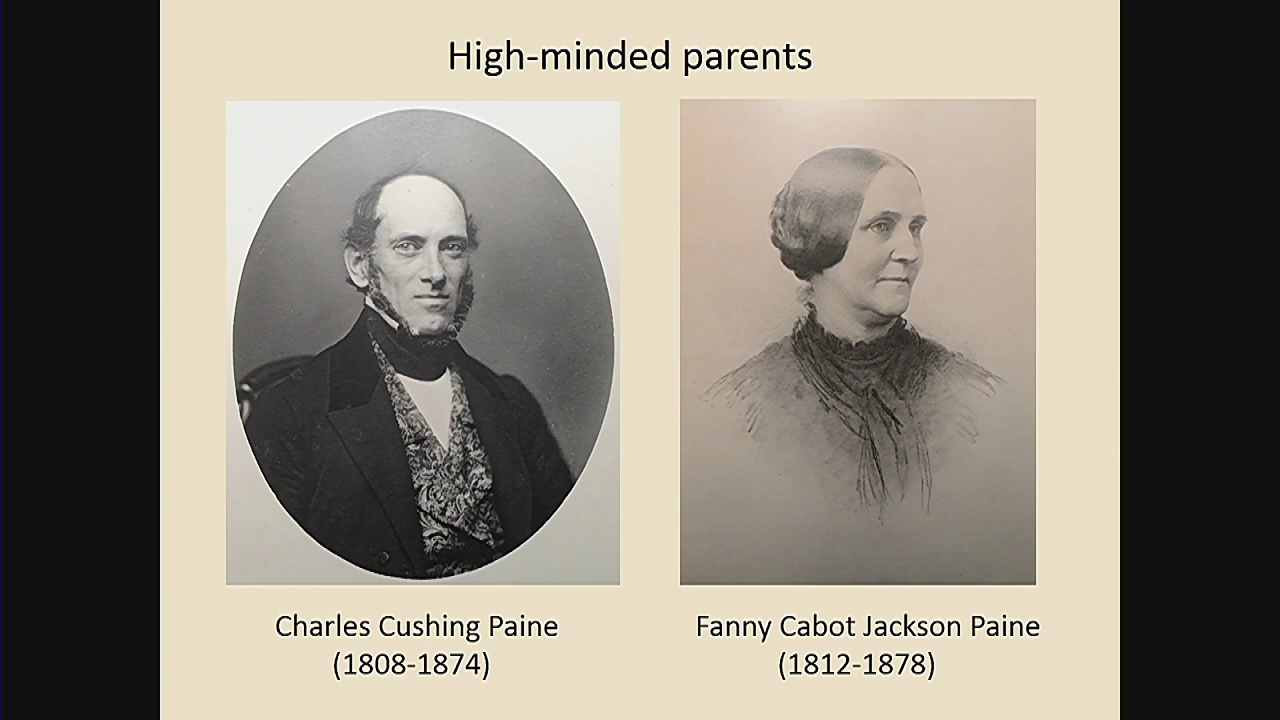 High-minded parents
Charles Cushing Paine
(1808-1874)
Fanny Cabot Jackson Paine
(1812-1878)